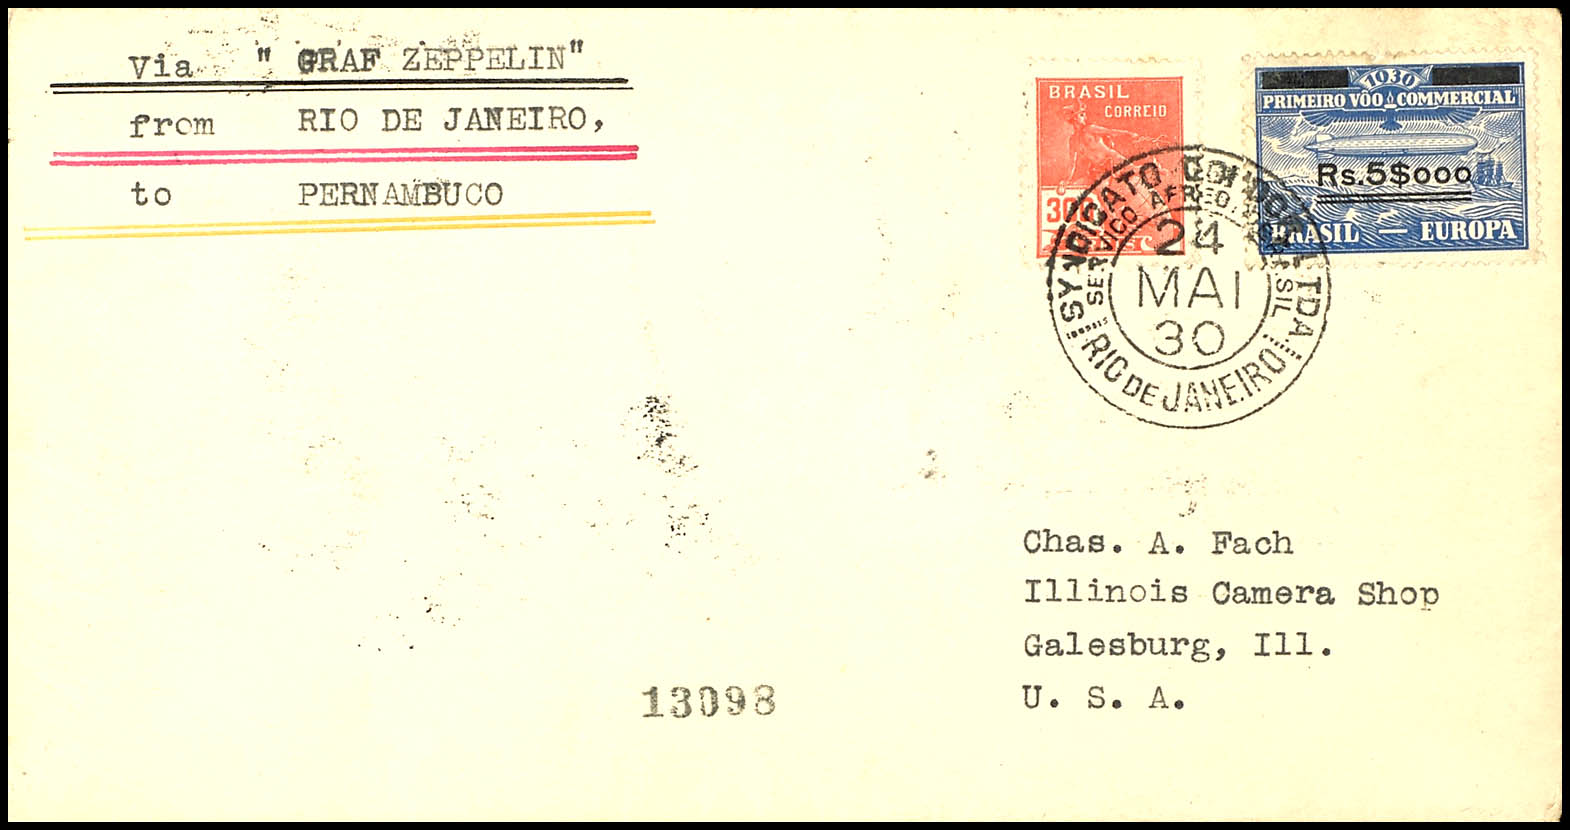 Via " GRAF ZEPPELIN"
from RIO DE JANEIRO,
to PERNAMBUCO
BRASIL
CORREIO
300
1930
PRIMEIRO VÔO COMMERCIAL
Rs.5$000
BRASIL — EUROPA
SYNDICATO CONDOR LTDA
SERVICO AEREO
24
MAI
30
RIO DE JANEIRO
Chas. A. Fach
Illinois Camera Shop
Galesburg, Ill.
U. S. A.
13098